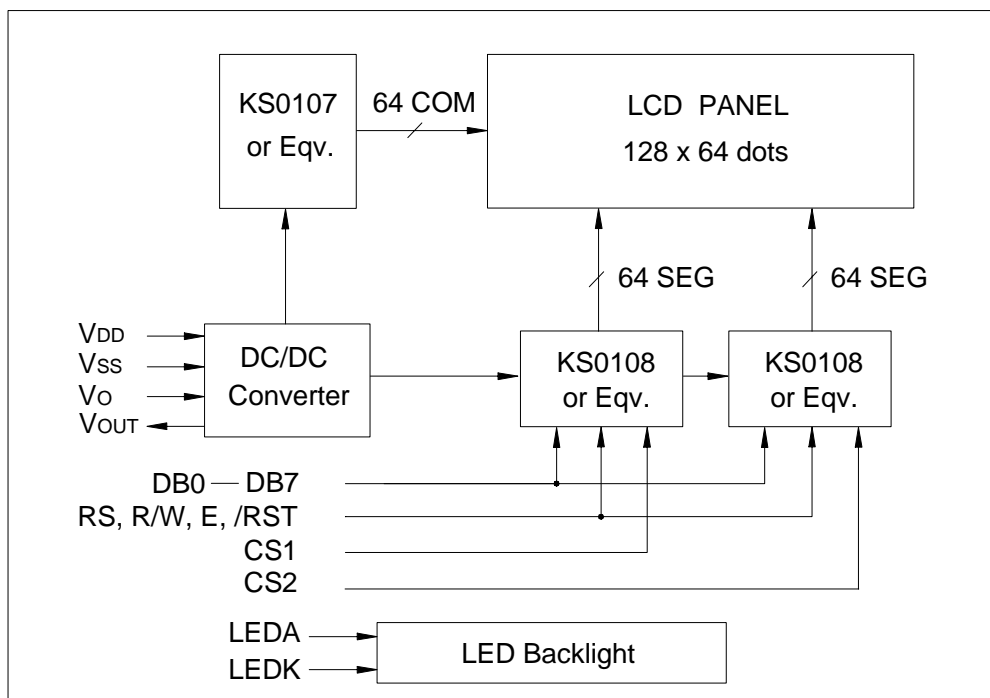 KS0107
or Eqv.
64 COM
LCD PANEL
128 x 64 dots
64 SEG
64 SEG
VDD
VSS
VO
VOUT
DC/DC
Converter
KS0108
or Eqv.
KS0108
or Eqv.
DB0 — DB7
RS, R/W, E, /RST
CS1
CS2
LEDA
LEDK
LED Backlight